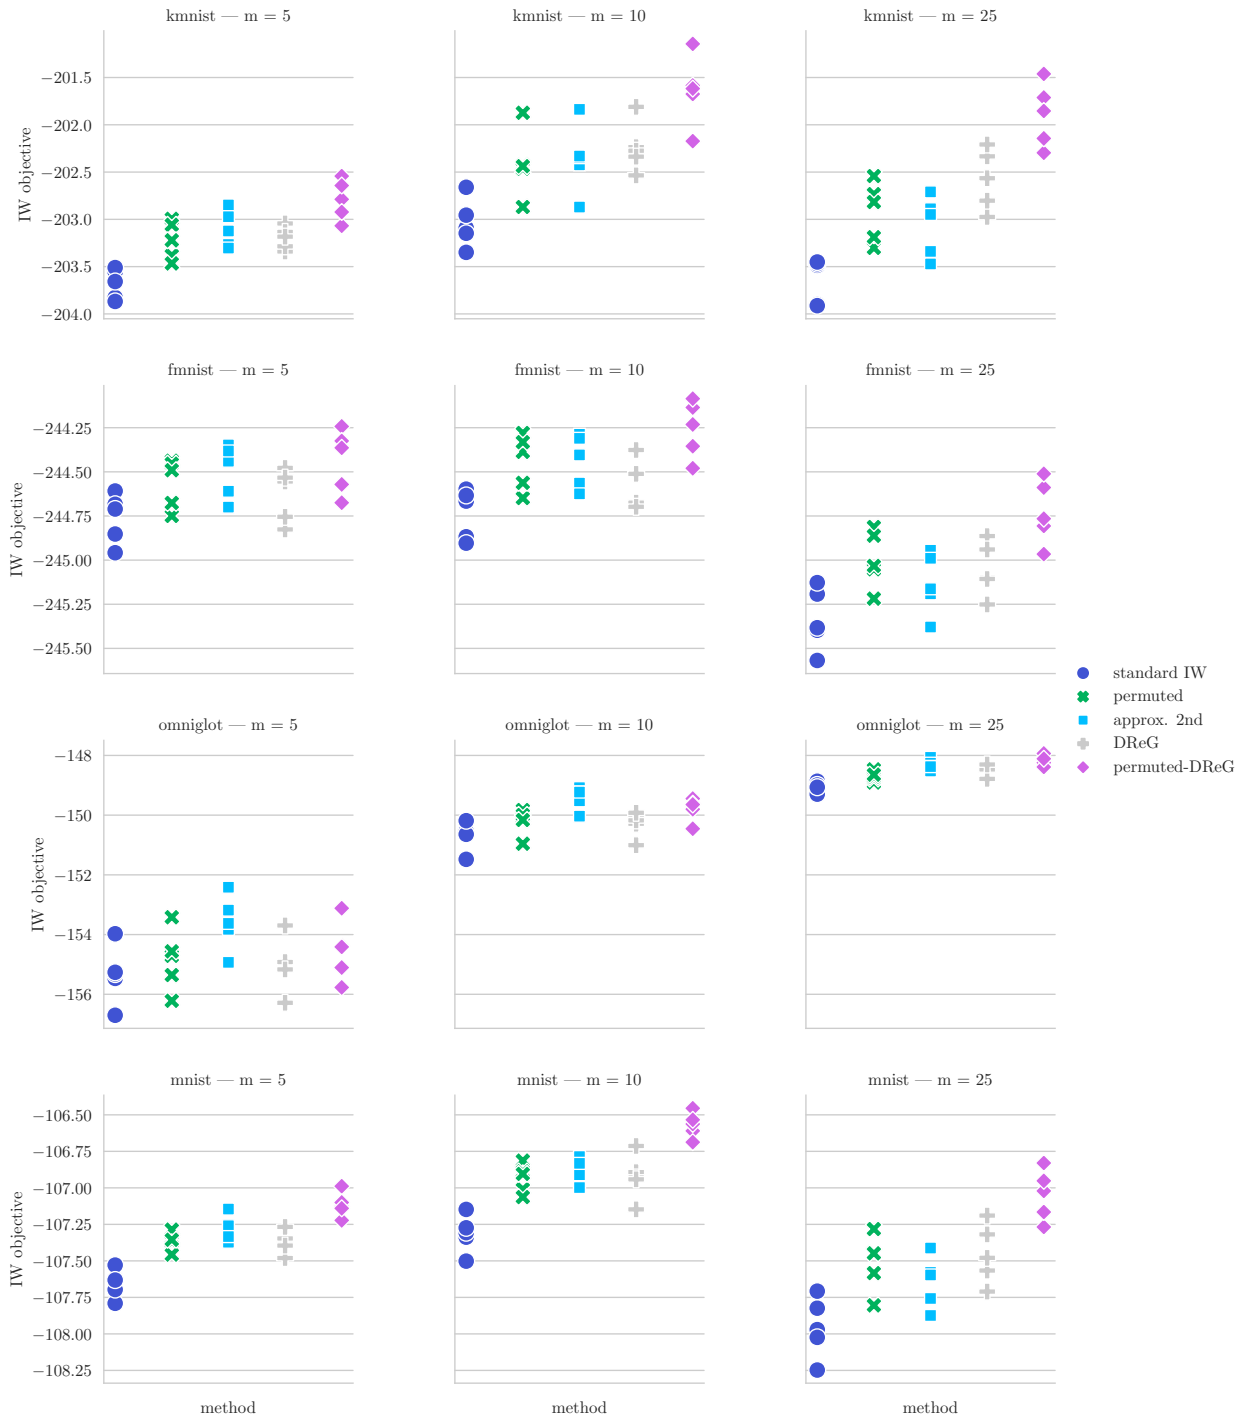 kmnist — m = 5
kmnist — m = 10
kmnist — m = 25
IW objective
−201.5
−202.0
−202.5
−203.0
−203.5
−204.0
fmnist — m = 5
fmnist — m = 10
fmnist — m = 25
IW objective
−244.25
−244.50
−244.75
−245.00
−245.25
−245.50
standard IW
permuted
approx. 2nd
DReG
permuted-DReG
omniglot — m = 5
omniglot — m = 10
omniglot — m = 25
IW objective
−148
−150
−152
−154
−156
mnist — m = 5
mnist — m = 10
mnist — m = 25
IW objective
−106.50
−106.75
−107.00
−107.25
−107.50
−107.75
−108.00
−108.25
method
method
method